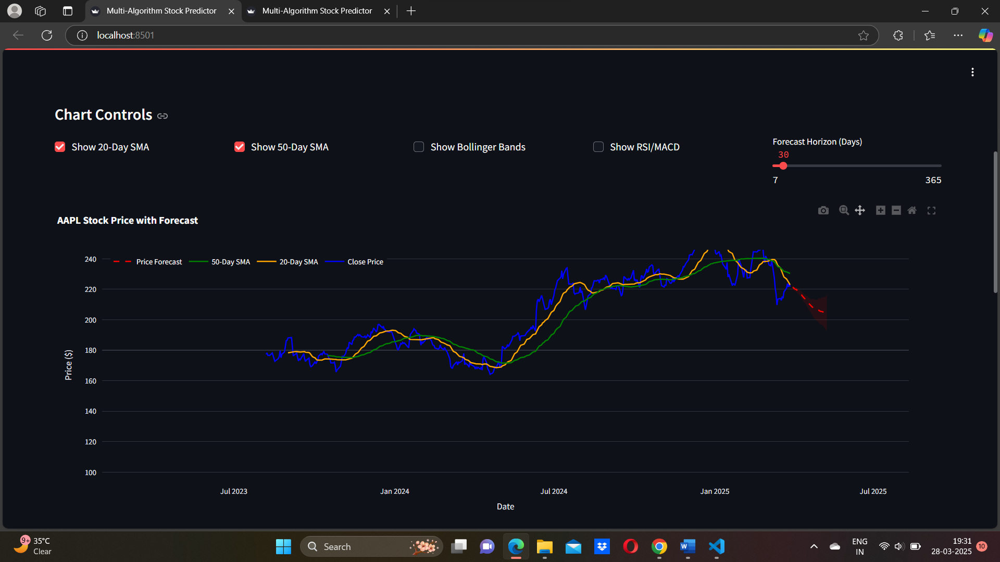 Multi-Algorithm Stock Predictor
Multi-Algorithm Stock Predictor
localhost:8501
Chart Controls
Show 20-Day SMA
Show 50-Day SMA
Show Bollinger Bands
Show RSI/MACD
Forecast Horizon (Days)
30
7
365
AAPL Stock Price with Forecast
Price Forecast
50-Day SMA
20-Day SMA
Close Price
240
220
200
180
160
140
120
100
Price ($)
Jul 2023
Jan 2024
Jul 2024
Jan 2025
Jul 2025
Date
9+
35°C
Clear
Search
ENG
IN
19:31
28-03-2025
10